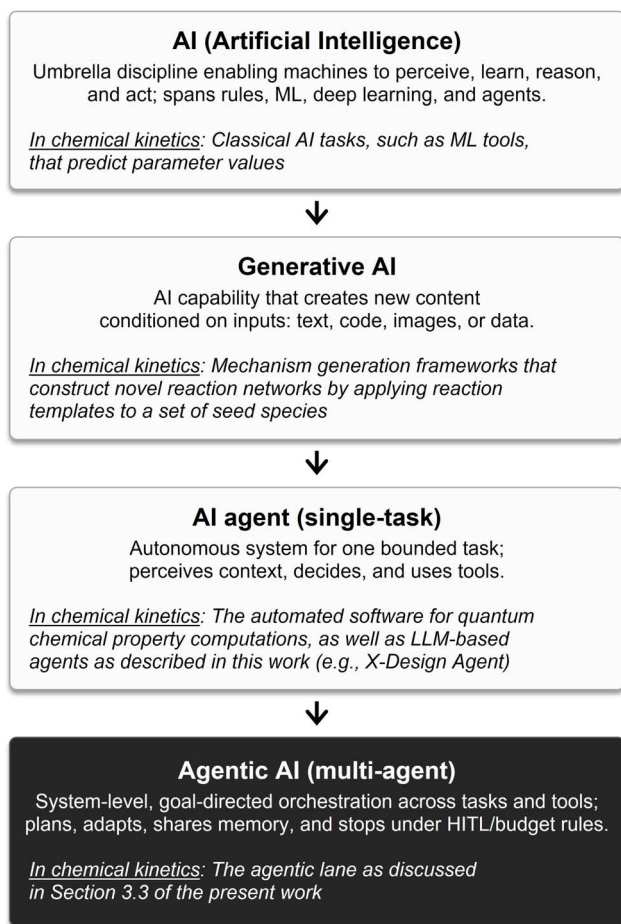 AI (Artificial Intelligence)
Umbrella discipline enabling machines to perceive, learn, reason,
and act; spans rules, ML, deep learning, and agents.
In chemical kinetics: Classical AI tasks, such as ML tools,
that predict parameter values
Generative AI
AI capability that creates new content
conditioned on inputs: text, code, images, or data.
In chemical kinetics: Mechanism generation frameworks that
construct novel reaction networks by applying reaction
templates to a set of seed species
AI agent (single-task)
Autonomous system for one bounded task;
perceives context, decides, and uses tools.
In chemical kinetics: The automated software for quantum
chemical property computations, as well as LLM-based
agents as described in this work (e.g., X-Design Agent)
Agentic AI (multi-agent)
System-level, goal-directed orchestration across tasks and tools;
plans, adapts, shares memory, and stops under HITL/budget rules.
In chemical kinetics: The agentic lane as discussed
in Section 3.3 of the present work